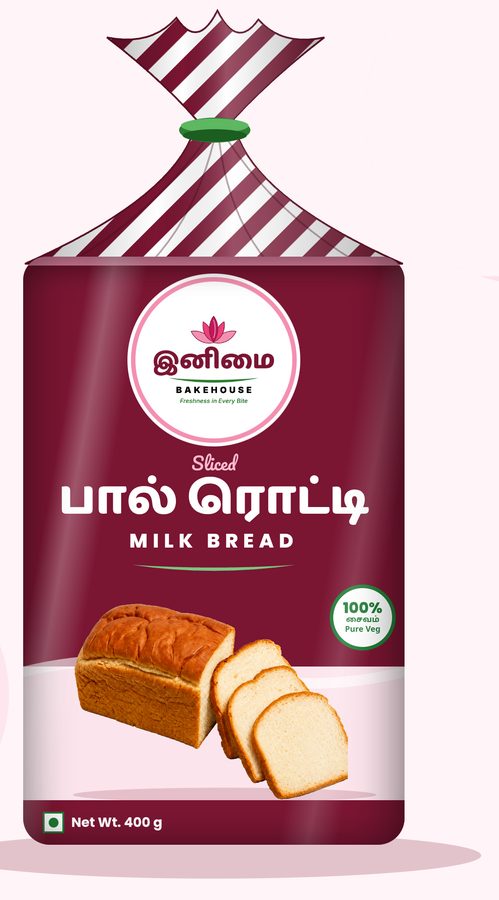 இனிமை
BAKEHOUSE
Freshness in Every Bite
Sliced
பால் ரொட்டி
MILK BREAD
100%
சைவம்
Pure Veg
Net Wt. 400 g